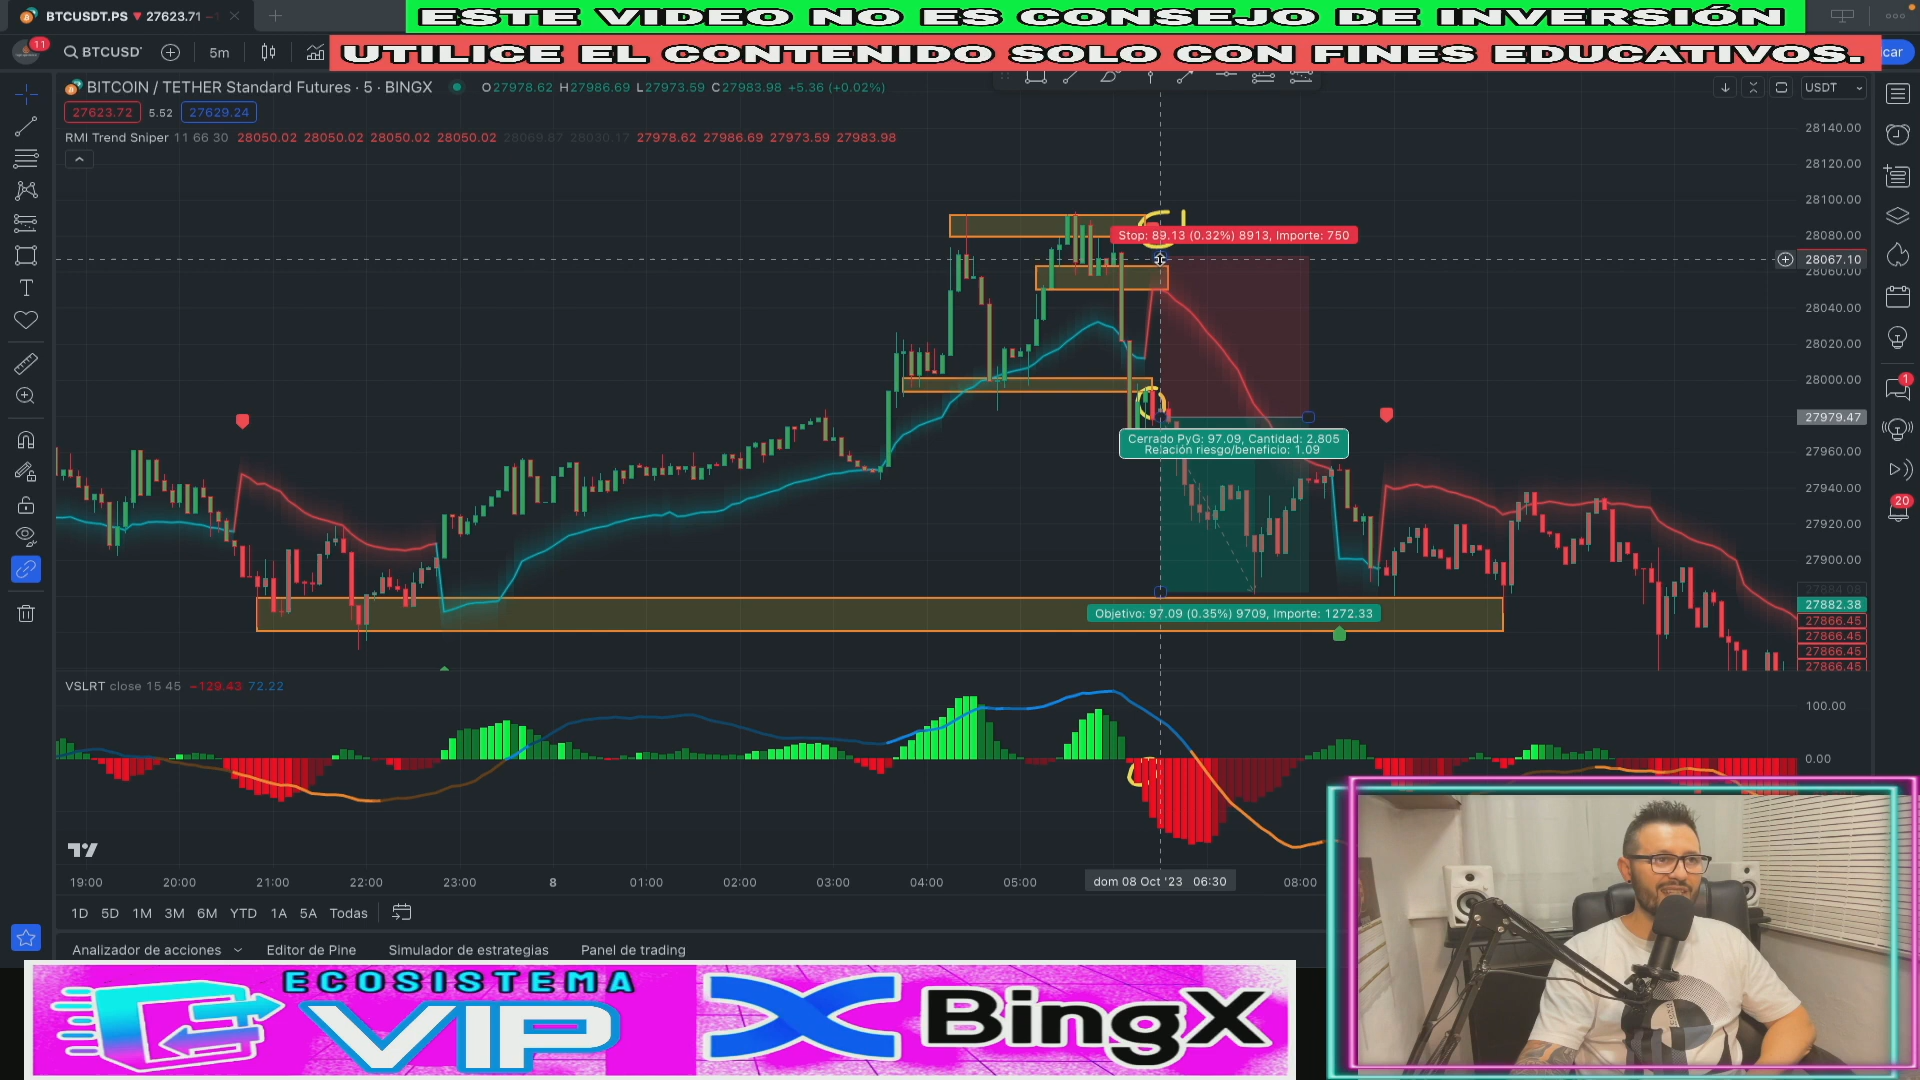 BTCUSDT.PS ▼ 27623.71
ESTE VIDEO NO ES CONSEJO DE INVERSIÓN
UTILICE EL CONTENIDO SOLO CON FINES EDUCATIVOS.
11
BTCUSD
5m
car
BITCOIN / TETHER Standard Futures · 5 · BINGX
O27978.62 H27986.69 L27973.59 C27983.98 +5.36 (+0.02%)
USDT
27623.72 5.52 27629.24
RMI Trend Sniper 11 66 30 28050.02 28050.02 28050.02 28050.02 28069.87 28030.17 27978.62 27986.69 27973.59 27983.98
28140.00
28120.00
28100.00
28080.00
Stop: 89.13 (0.32%) 8913, Importe: 750
28067.10
28060.00
28040.00
28020.00
28000.00
27979.47
Cerrado PyG: 97.09, Cantidad: 2.805
Relación riesgo/beneficio: 1.09
27960.00
27940.00
27920.00
27900.00
27882.38
Objetivo: 97.09 (0.35%) 9709, Importe: 1272.33
27866.45
27866.45
27866.45
27866.45
1
20
VSLRT close 15 45 −129.43 72.22
100.00
0.00
19:00 20:00 21:00 22:00 23:00 8 01:00 02:00 03:00 04:00 05:00 dom 08 Oct '23 06:30 08:00
1D 5D 1M 3M 6M YTD 1A 5A Todas
Analizador de acciones Editor de Pine Simulador de estrategias Panel de trading
ECOSISTEMA
VIP
BingX